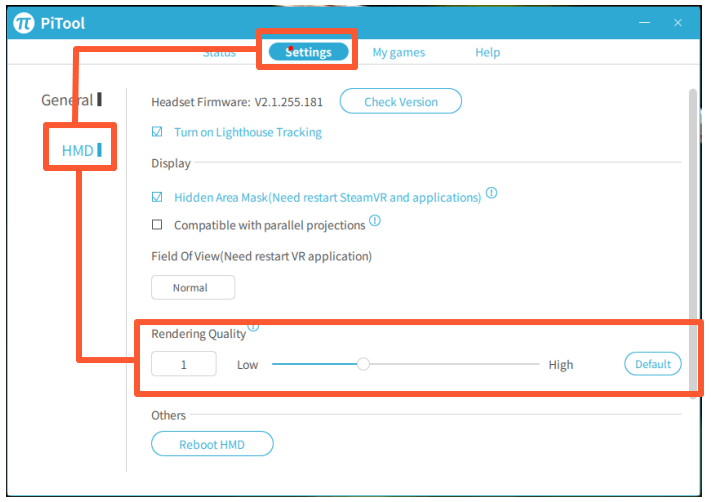 PiTool
Status Settings My games Help
General
HMD
Headset Firmware: V2.1.255.181 Check Version
Turn on Lighthouse Tracking
Display
Hidden Area Mask(Need restart SteamVR and applications)
Compatible with parallel projections
Field Of View(Need restart VR application)
Normal
Rendering Quality
1 Low High Default
Others
Reboot HMD